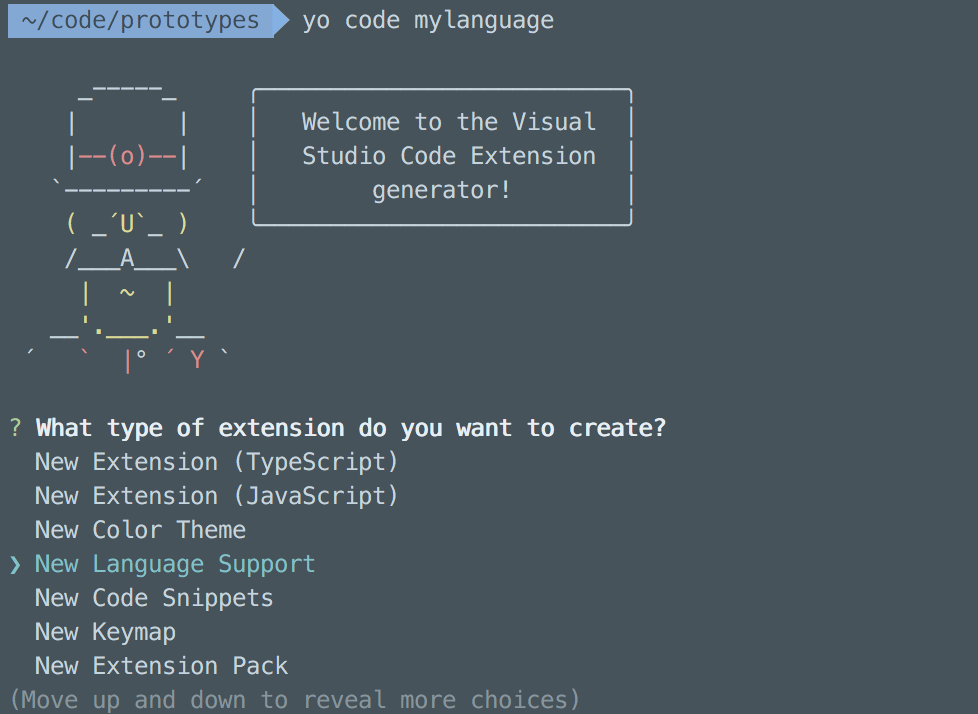 ~/code/prototypes yo code mylanguage
     _-----_
    |       |
    |--(o)--|
   `---------´
    ( _´U`_ )
    /___A___\   /
     |  ~  |
   __'.___.'__
 ´   `  |° ´ Y `
Welcome to the Visual
Studio Code Extension
generator!
? What type of extension do you want to create?
New Extension (TypeScript)
New Extension (JavaScript)
New Color Theme
❯ New Language Support
New Code Snippets
New Keymap
New Extension Pack
(Move up and down to reveal more choices)